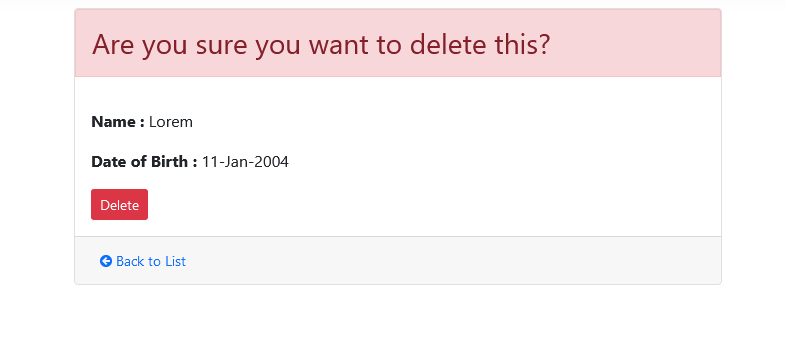 Are you sure you want to delete this?
Name : Lorem
Date of Birth : 11-Jan-2004
Delete
Back to List